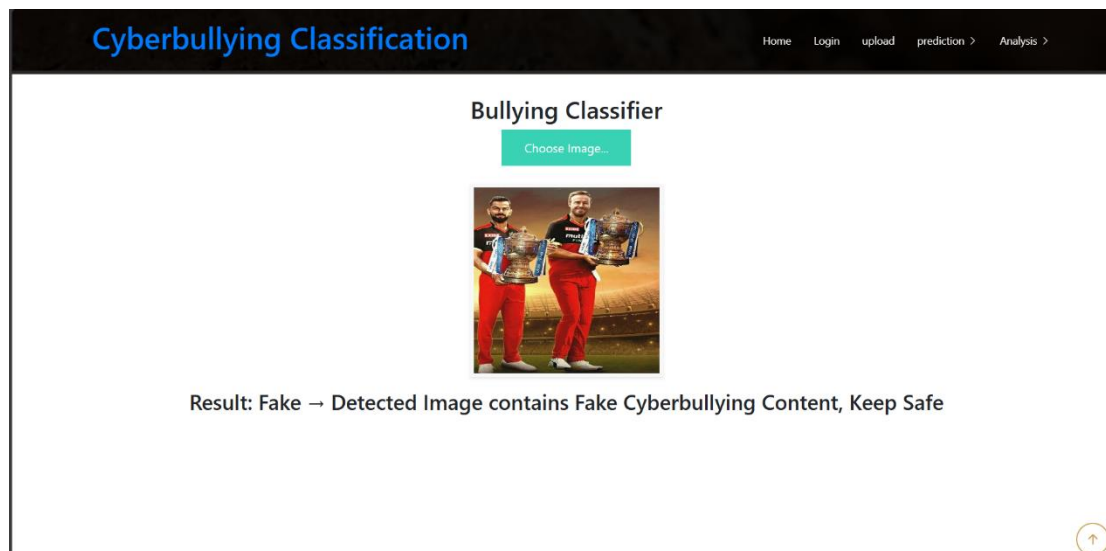 Cyberbullying Classification
Home Login upload prediction > Analysis >
Bullying Classifier
Choose Image...
Result: Fake → Detected Image contains Fake Cyberbullying Content, Keep Safe